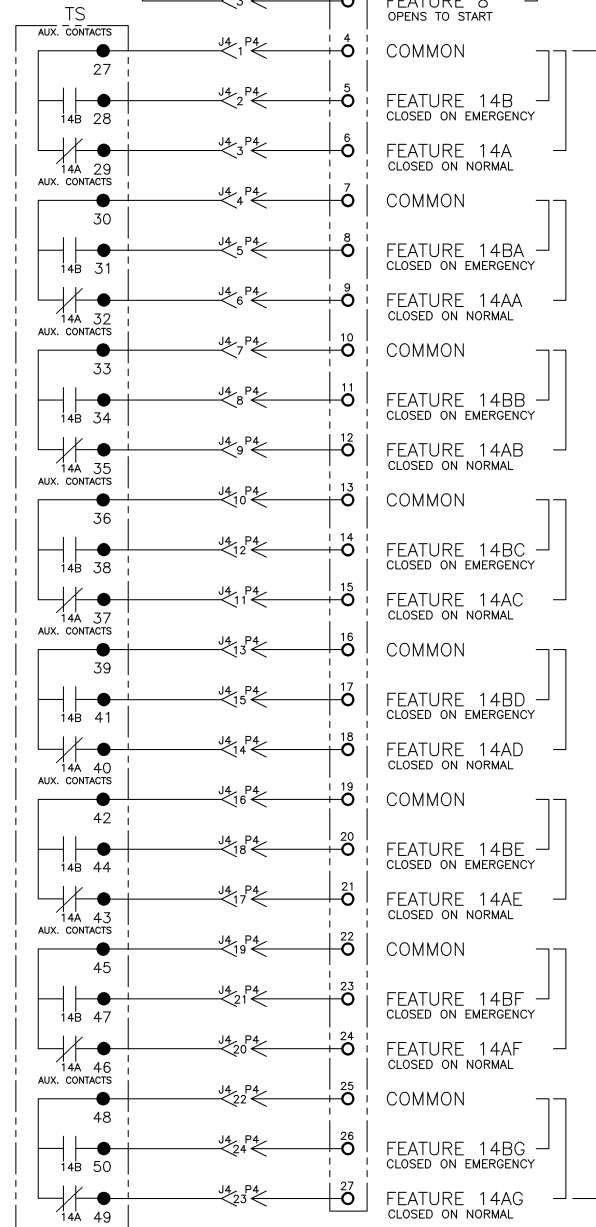 FEATURE 8
OPENS TO START
TS
AUX. CONTACTS
27 J4 1 P4 4 COMMON
14B 28 J4 2 P4 5 FEATURE 14B
CLOSED ON EMERGENCY
14A 29 J4 3 P4 6 FEATURE 14A
CLOSED ON NORMAL
AUX. CONTACTS
30 J4 4 P4 7 COMMON
14B 31 J4 5 P4 8 FEATURE 14BA
CLOSED ON EMERGENCY
14A 32 J4 6 P4 9 FEATURE 14AA
CLOSED ON NORMAL
AUX. CONTACTS
33 J4 7 P4 10 COMMON
14B 34 J4 8 P4 11 FEATURE 14BB
CLOSED ON EMERGENCY
14A 35 J4 9 P4 12 FEATURE 14AB
CLOSED ON NORMAL
AUX. CONTACTS
36 J4 10 P4 13 COMMON
14B 38 J4 12 P4 14 FEATURE 14BC
CLOSED ON EMERGENCY
14A 37 J4 11 P4 15 FEATURE 14AC
CLOSED ON NORMAL
AUX. CONTACTS
39 J4 13 P4 16 COMMON
14B 41 J4 15 P4 17 FEATURE 14BD
CLOSED ON EMERGENCY
14A 40 J4 14 P4 18 FEATURE 14AD
CLOSED ON NORMAL
AUX. CONTACTS
42 J4 16 P4 19 COMMON
14B 44 J4 18 P4 20 FEATURE 14BE
CLOSED ON EMERGENCY
14A 43 J4 17 P4 21 FEATURE 14AE
CLOSED ON NORMAL
AUX. CONTACTS
45 J4 19 P4 22 COMMON
14B 47 J4 21 P4 23 FEATURE 14BF
CLOSED ON EMERGENCY
14A 46 J4 20 P4 24 FEATURE 14AF
CLOSED ON NORMAL
AUX. CONTACTS
48 J4 22 P4 25 COMMON
14B 50 J4 24 P4 26 FEATURE 14BG
CLOSED ON EMERGENCY
14A 49 J4 23 P4 27 FEATURE 14AG
CLOSED ON NORMAL